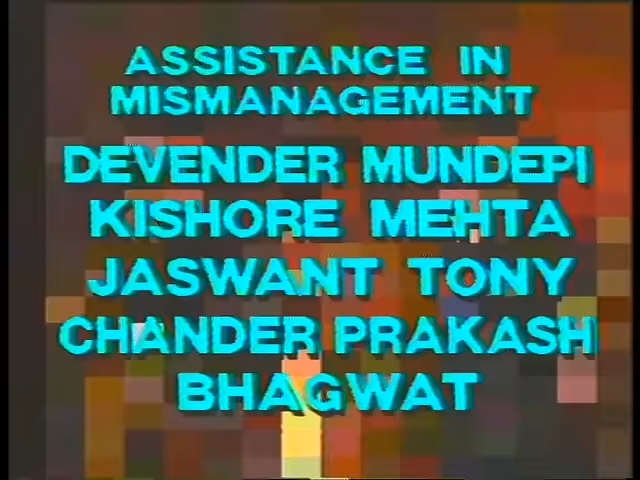 ASSISTANCE IN
MISMANAGEMENT
DEVENDER MUNDEPI
KISHORE MEHTA
JASWANT TONY
CHANDER PRAKASH
BHAGWAT